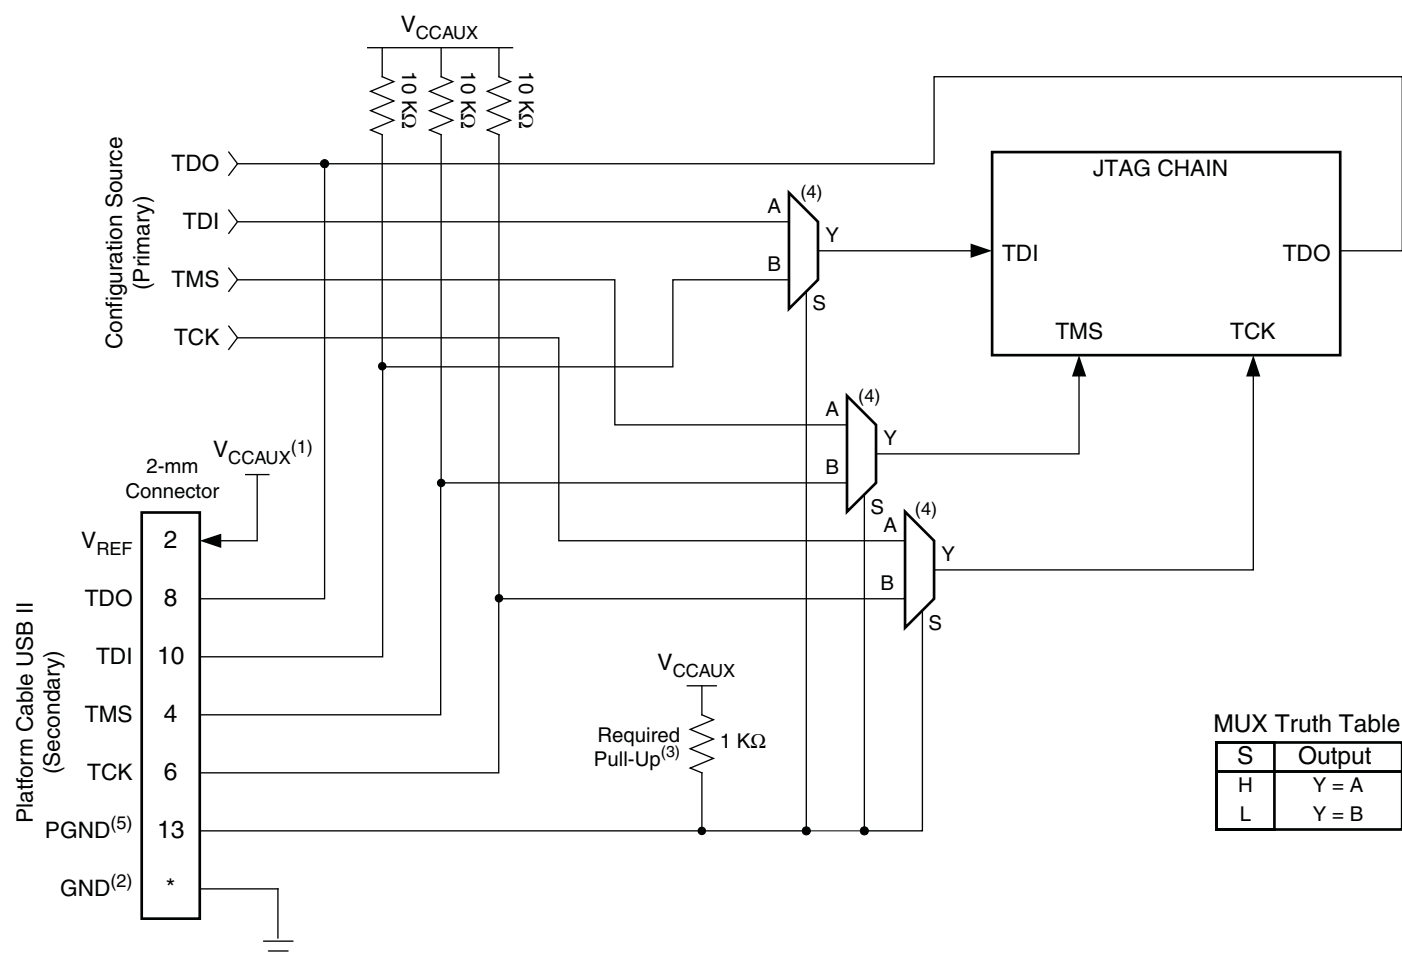 VCCAUX
10 KΩ
10 KΩ
10 KΩ
Configuration Source
(Primary)
TDO
TDI
TMS
TCK
A
(4)
Y
B
S
JTAG CHAIN
TDI
TDO
TMS
TCK
A
(4)
Y
B
S
A
(4)
Y
B
S
VCCAUX(1)
2-mm
Connector
Platform Cable USB II
(Secondary)
VREF 2
TDO 8
TDI 10
TMS 4
TCK 6
PGND(5) 13
GND(2) *
VCCAUX
Required
Pull-Up(3)
1 KΩ
MUX Truth Table
S Output
H Y = A
L Y = B